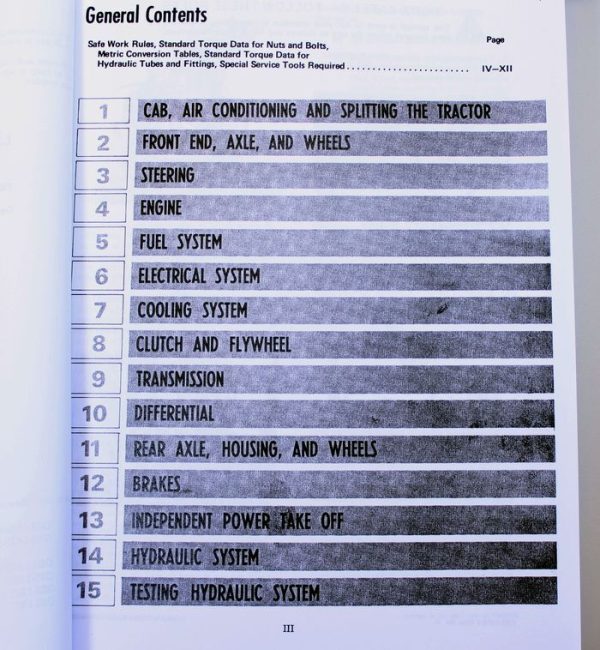 General Contents
Page
Safe Work Rules, Standard Torque Data for Nuts and Bolts,
Metric Conversion Tables, Standard Torque Data for
Hydraulic Tubes and Fittings, Special Service Tools Required ........................ IV–XII
1 CAB, AIR CONDITIONING AND SPLITTING THE TRACTOR
2 FRONT END, AXLE, AND WHEELS
3 STEERING
4 ENGINE
5 FUEL SYSTEM
6 ELECTRICAL SYSTEM
7 COOLING SYSTEM
8 CLUTCH AND FLYWHEEL
9 TRANSMISSION
10 DIFFERENTIAL
11 REAR AXLE, HOUSING, AND WHEELS
12 BRAKES
13 INDEPENDENT POWER TAKE OFF
14 HYDRAULIC SYSTEM
15 TESTING HYDRAULIC SYSTEM
III